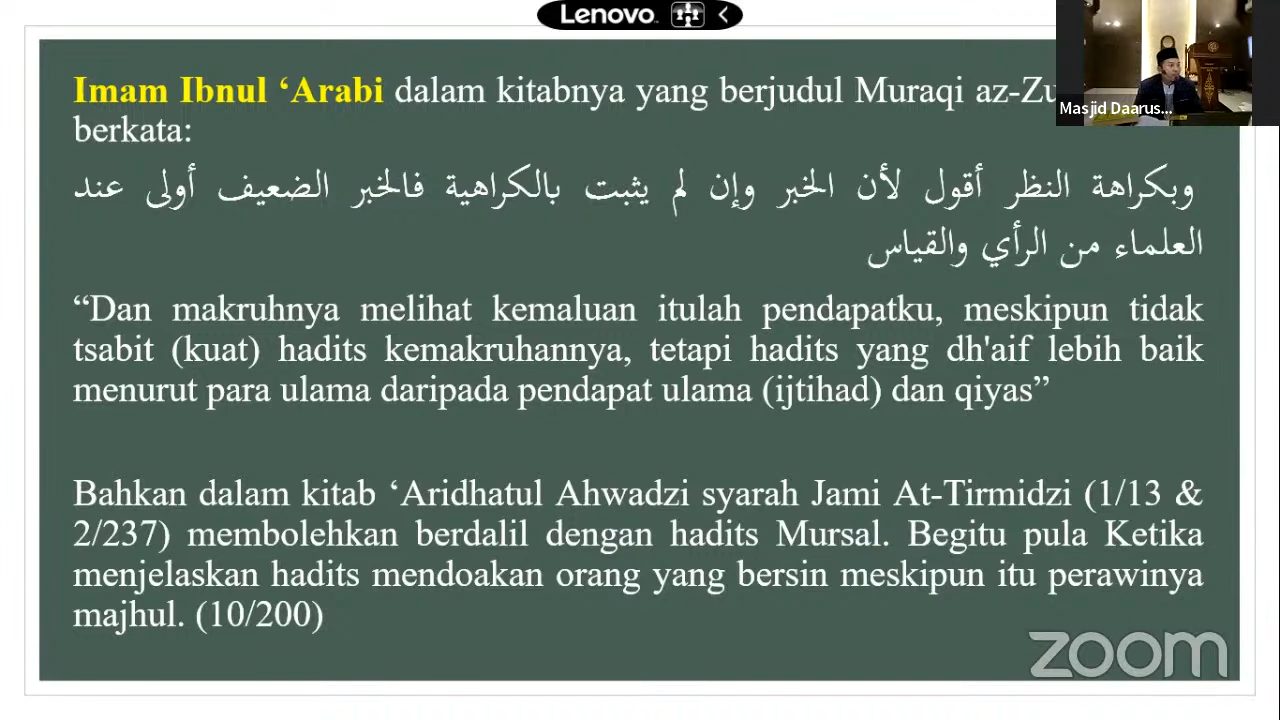 Lenovo
Masjid Daarus...
Imam Ibnul ‘Arabi dalam kitabnya yang berjudul Muraqi
berkata:
وبكراهة النظر أقول لأن الخبر وإن لم يثبت بالكراهية فالخبر الضعيف أولى عند
العلماء من الرأي والقياس
“Dan makruhnya melihat kemaluan itulah pendapatku, meskipun tidak
tsabit (kuat) hadits kemakruhannya, tetapi hadits yang dh'aif lebih baik
menurut para ulama daripada pendapat ulama (ijtihad) dan qiyas”
Bahkan dalam kitab ‘Aridhatul Ahwadzi syarah Jami At-Tirmidzi (1/13 &
2/237) membolehkan berdalil dengan hadits Mursal. Begitu pula Ketika
menjelaskan hadits mendoakan orang yang bersin meskipun itu perawinya
majhul. (10/200)
zoom